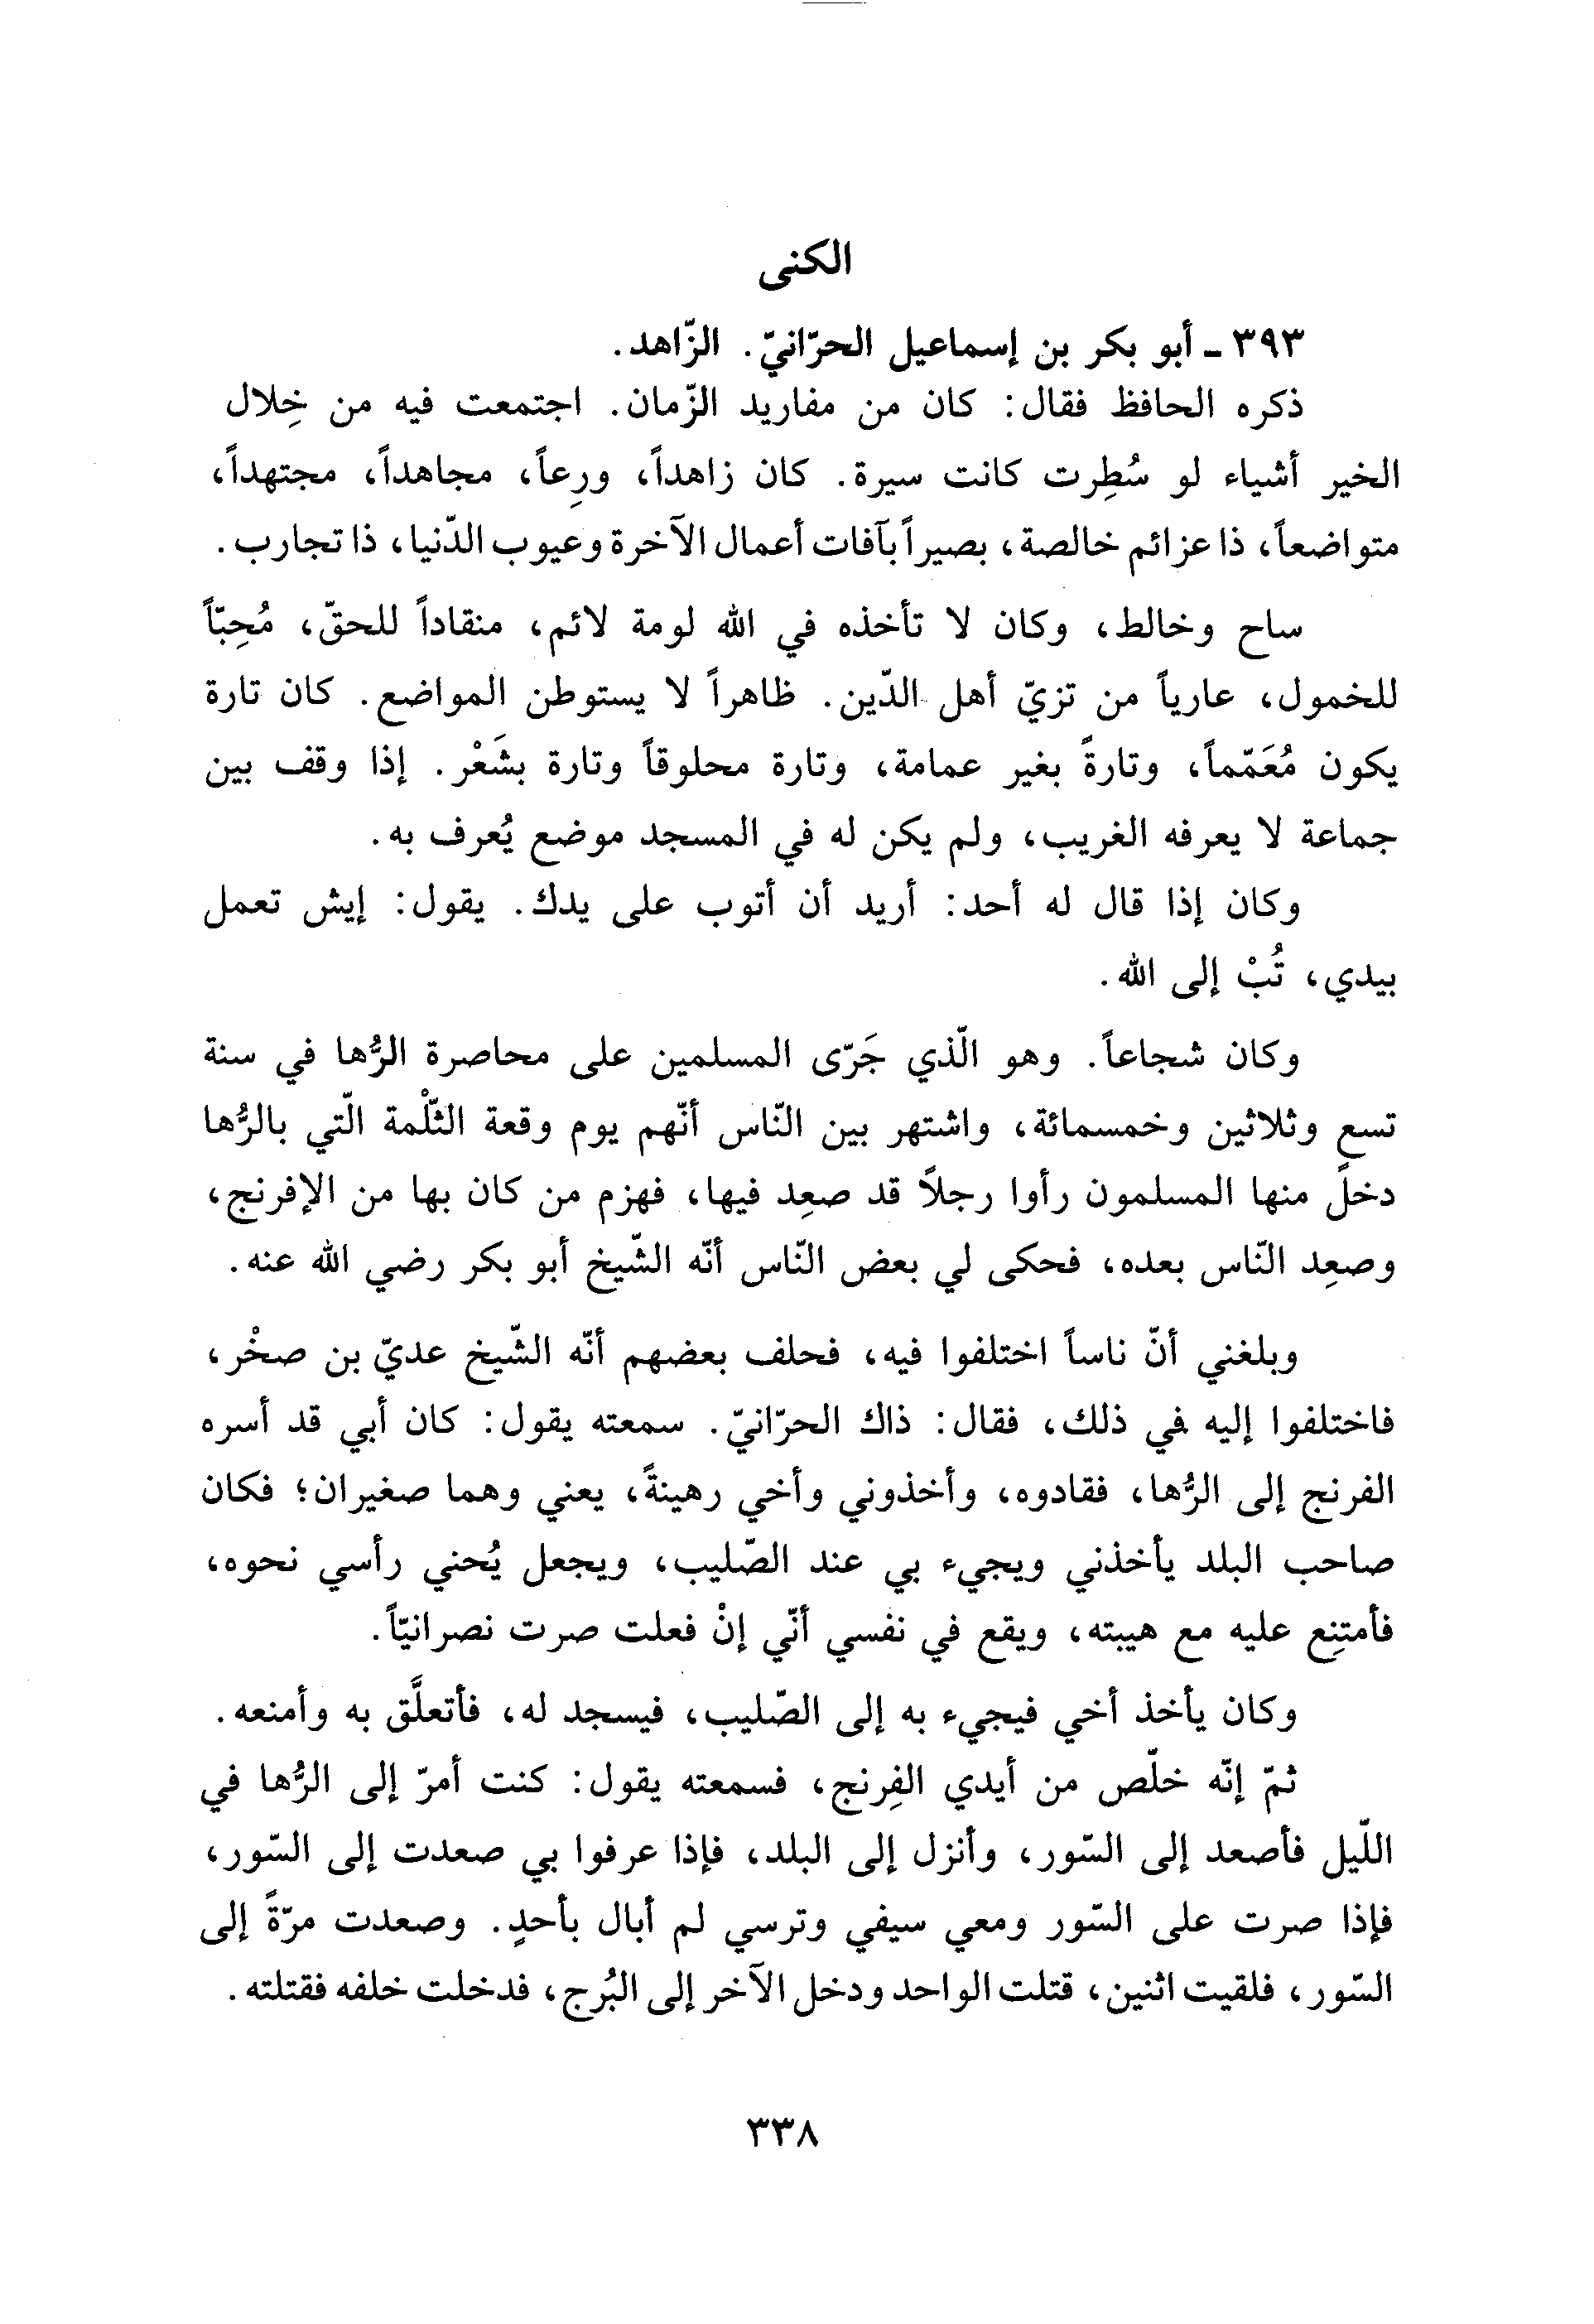 الكنى
٣٩٣ ـ أبو بكر بن إسماعيل الحرّانيّ. الزّاهد.
ذكره الحافظ فقال: كان من مفاريد الزّمان. اجتمعت فيه من خِلال
الخير أشياء لو سُطِرت كانت سيرة. كان زاهداً، ورِعاً، مجاهداً، مجتهداً،
متواضعاً، ذا عزائم خالصة، بصيراً بآفات أعمال الآخرة وعيوب الدّنيا، ذا تجارب.
ساح وخالط، وكان لا تأخذه في الله لومة لائم، منقاداً للحقّ، مُحِبّاً
للخمول، عارياً من تزيّ أهل الدّين. ظاهراً لا يستوطن المواضع. كان تارة
يكون مُعَمّماً، وتارةً بغير عمامة، وتارة محلوقاً وتارة بشَعْر. إذا وقف بين
جماعة لا يعرفه الغريب، ولم يكن له في المسجد موضع يُعرف به.
وكان إذا قال له أحد: أريد أن أتوب على يدك. يقول: إيش تعمل
بيدي، تُبْ إلى الله.
وكان شجاعاً. وهو الّذي جَرّى المسلمين على محاصرة الرُّها في سنة
تسع وثلاثين وخمسمائة، واشتهر بين النّاس أنّهم يوم وقعة الثّلْمة الّتي بالرُّها
دخل منها المسلمون رأوا رجلاً قد صعِد فيها، فهزم من كان بها من الإفرنج،
وصعِد النّاس بعده، فحكى لي بعض النّاس أنّه الشّيخ أبو بكر رضي الله عنه.
وبلغني أنّ ناساً اختلفوا فيه، فحلف بعضهم أنّه الشّيخ عديّ بن صخْر،
فاختلفوا إليه في ذلك، فقال: ذاك الحرّانيّ. سمعته يقول: كان أبي قد أسره
الفرنج إلى الرُّها، فقادوه، وأخذوني وأخي رهينةً، يعني وهما صغيران؛ فكان
صاحب البلد يأخذني ويجيء بي عند الصّليب، ويجعل يُحني رأسي نحوه،
فأمتنِع عليه مع هيبته، ويقع في نفسي أنّي إنْ فعلت صرت نصرانيّاً.
وكان يأخذ أخي فيجيء به إلى الصّليب، فيسجد له، فأتعلَّق به وأمنعه.
ثمّ إنّه خلّص من أيدي الفِرنج، فسمعته يقول: كنت أمرّ إلى الرُّها في
اللّيل فأصعد إلى السّور، وأنزل إلى البلد، فإذا عرفوا بي صعدت إلى السّور،
فإذا صرت على السّور ومعي سيفي وترسي لم أبال بأحدٍ. وصعدت مرّةً إلى
السّور، فلقيت اثنين، قتلت الواحد ودخل الآخر إلى البُرج، فدخلت خلفه فقتلته.
٣٣٨